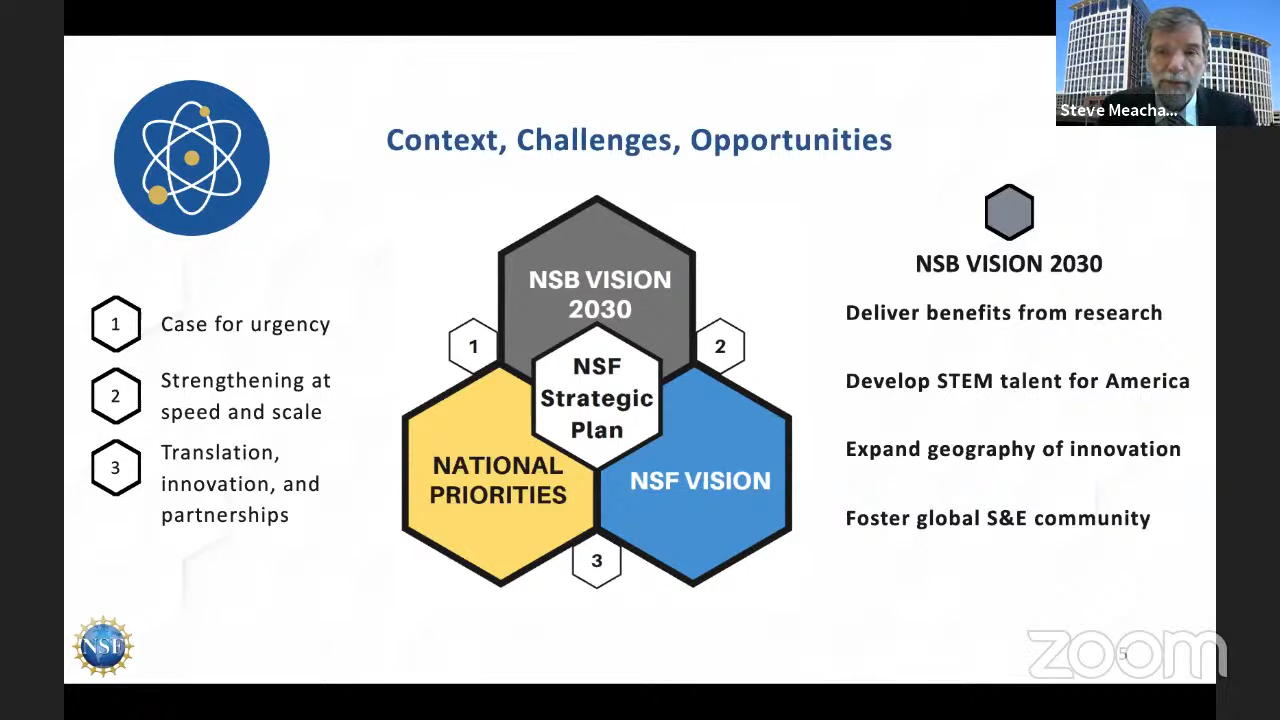 Steve Meacha...
Context, Challenges, Opportunities
1
Case for urgency
2
Strengthening at
speed and scale
3
Translation,
innovation, and
partnerships
NSB VISION
2030
1
2
NSF
Strategic
Plan
NATIONAL
PRIORITIES
NSF VISION
3
NSB VISION 2030
Deliver benefits from research
Develop STEM talent for America
Expand geography of innovation
Foster global S&E community
NSF
zoom
5